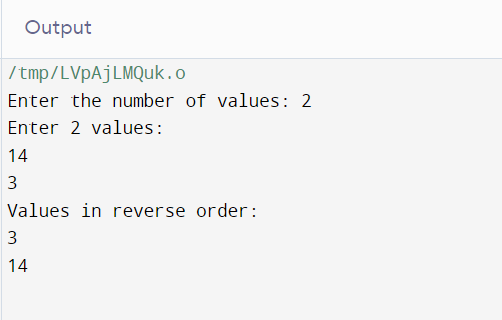 Output
/tmp/LVpAjLMQuk.o
Enter the number of values: 2
Enter 2 values:
14
3
Values in reverse order:
3
14